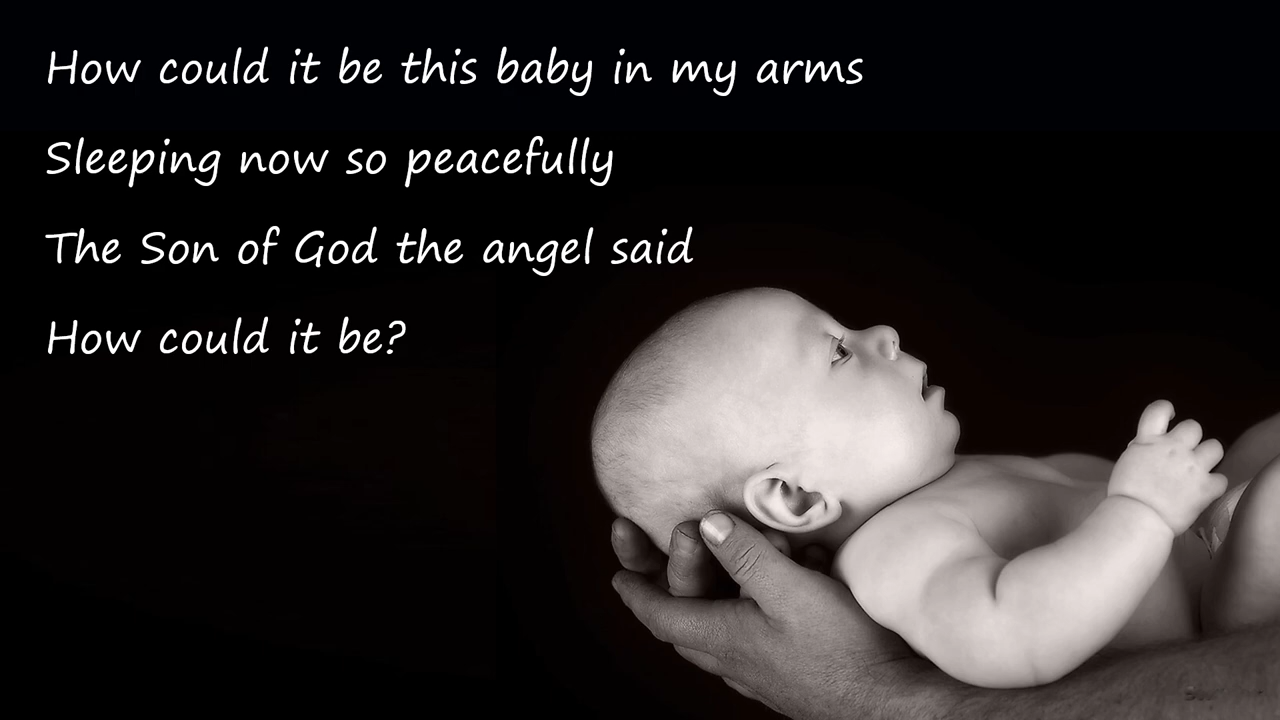 How could it be this baby in my arms
Sleeping now so peacefully
The Son of God the angel said
How could it be?